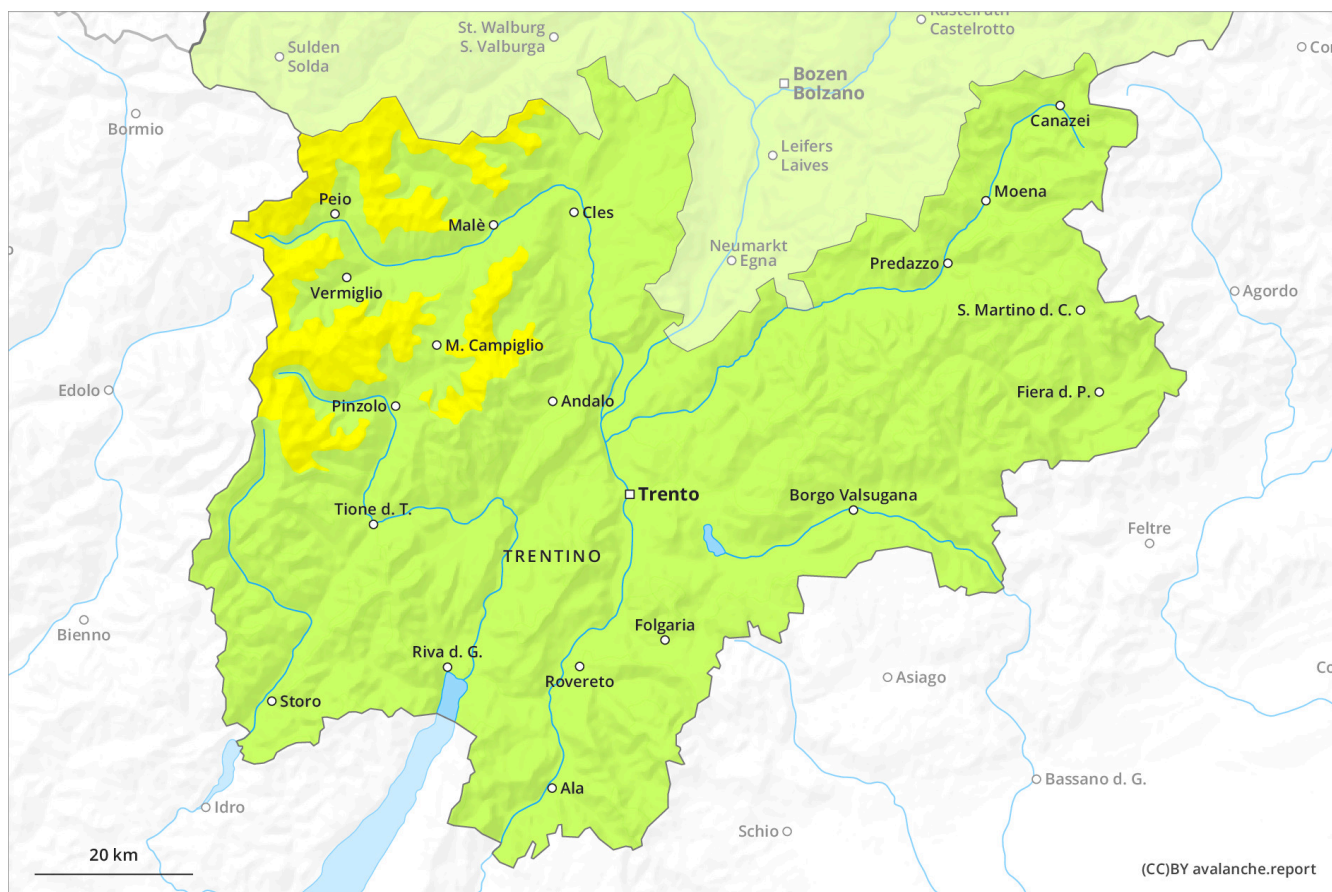 Kastelruth
Castelrotto
St. Walburg
S. Valburga
Sulden
Solda
Bozen
Bolzano
Bormio
Canazei
Leifers
Laives
Peio
Malè
Cles
Moena
Neumarkt
Egna
Predazzo
Vermiglio
Agordo
S. Martino d. C.
M. Campiglio
Edolo
Pinzolo
Andalo
Fiera d. P.
Trento
Borgo Valsugana
Tione d. T.
Feltre
TRENTINO
Bienno
Folgaria
Riva d. G.
Rovereto
Asiago
Storo
Bassano d. G.
Ala
Idro
Schio
20 km
(CC)BY avalanche.report